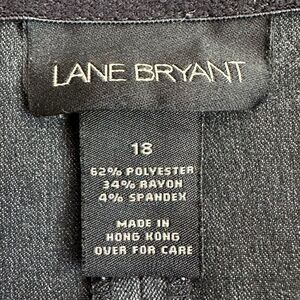 LANE BRYANT
18
62% POLYESTER
34% RAYON
4% SPANDEX
MADE IN
HONG KONG
OVER FOR CARE